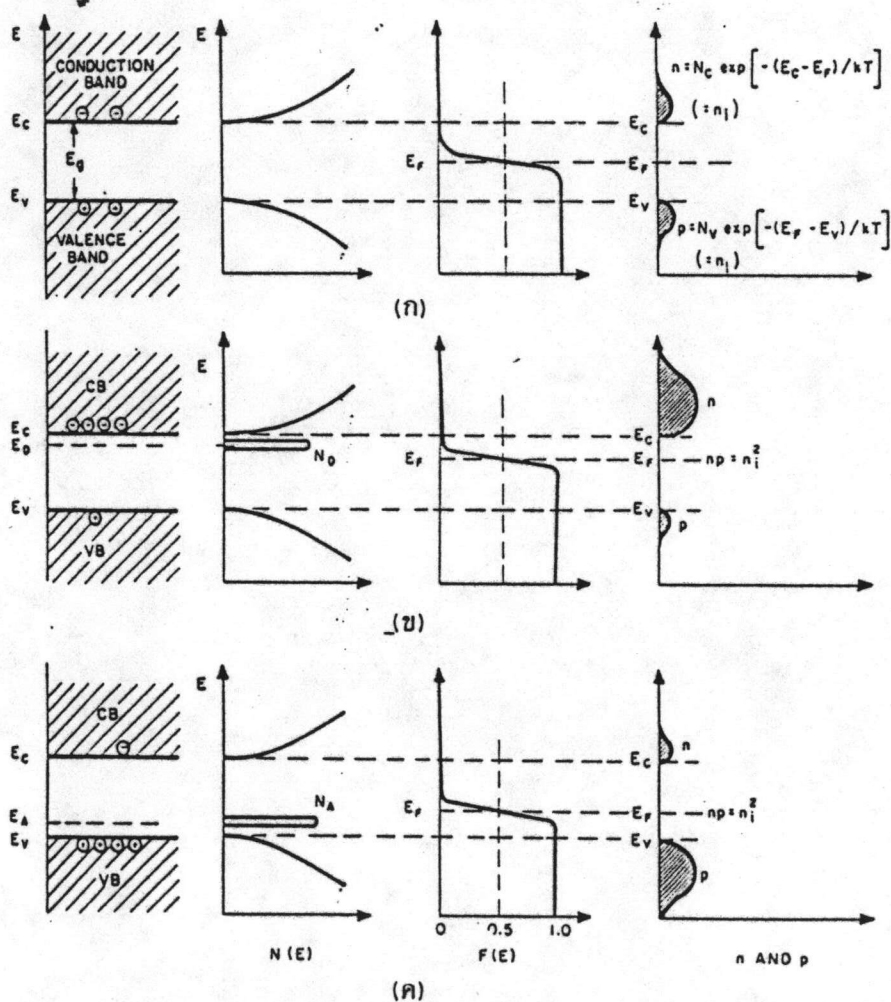 E
CONDUCTION
BAND
E_C
E_g
E_V
VALENCE
BAND
E
E_F
E_C
E_F
E_V
n = N_C exp[-(E_C-E_F)/kT]
(=n_i)
p = N_V exp[-(E_F-E_V)/kT]
(=n_i)
(ก)
CB
E_C
E_D
E_V
VB
E
N_D
E_F
E_C
E_F
E_V
n
np = n_i^2
p
(ข)
CB
E_C
E_A
E_V
VB
E
N_A
E_F
E_C
E_F
E_V
n
np = n_i^2
p
0 0.5 1.0
N(E) F(E) n AND p
(ค)